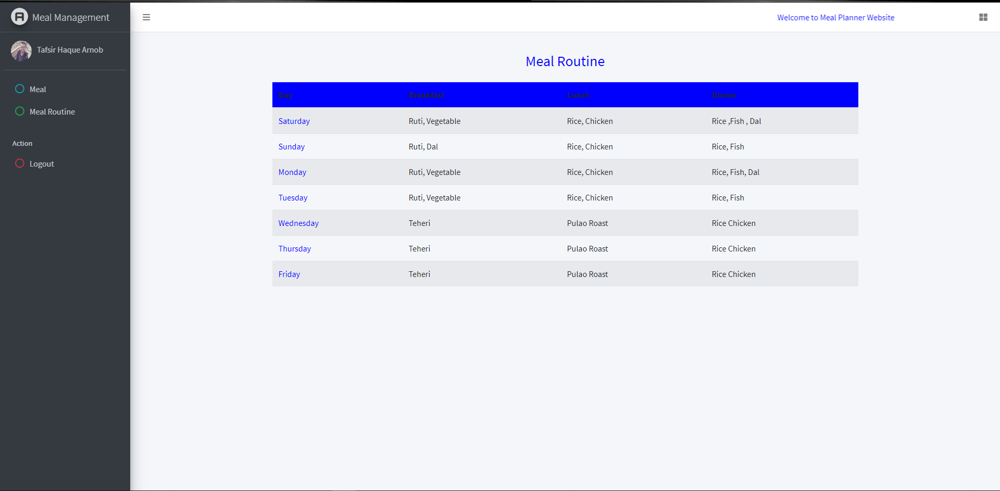 Meal Management
Welcome to Meal Planner Website
Tafsir Haque Arnob
Meal
Meal Routine
Action
Logout
Meal Routine
Day Breakfast Lunch Dinner
Saturday Ruti, Vegetable Rice, Chicken Rice ,Fish , Dal
Sunday Ruti, Dal Rice, Chicken Rice, Fish
Monday Ruti, Vegetable Rice, Chicken Rice, Fish, Dal
Tuesday Ruti, Vegetable Rice, Chicken Rice, Fish
Wednesday Teheri Pulao Roast Rice Chicken
Thursday Teheri Pulao Roast Rice Chicken
Friday Teheri Pulao Roast Rice Chicken